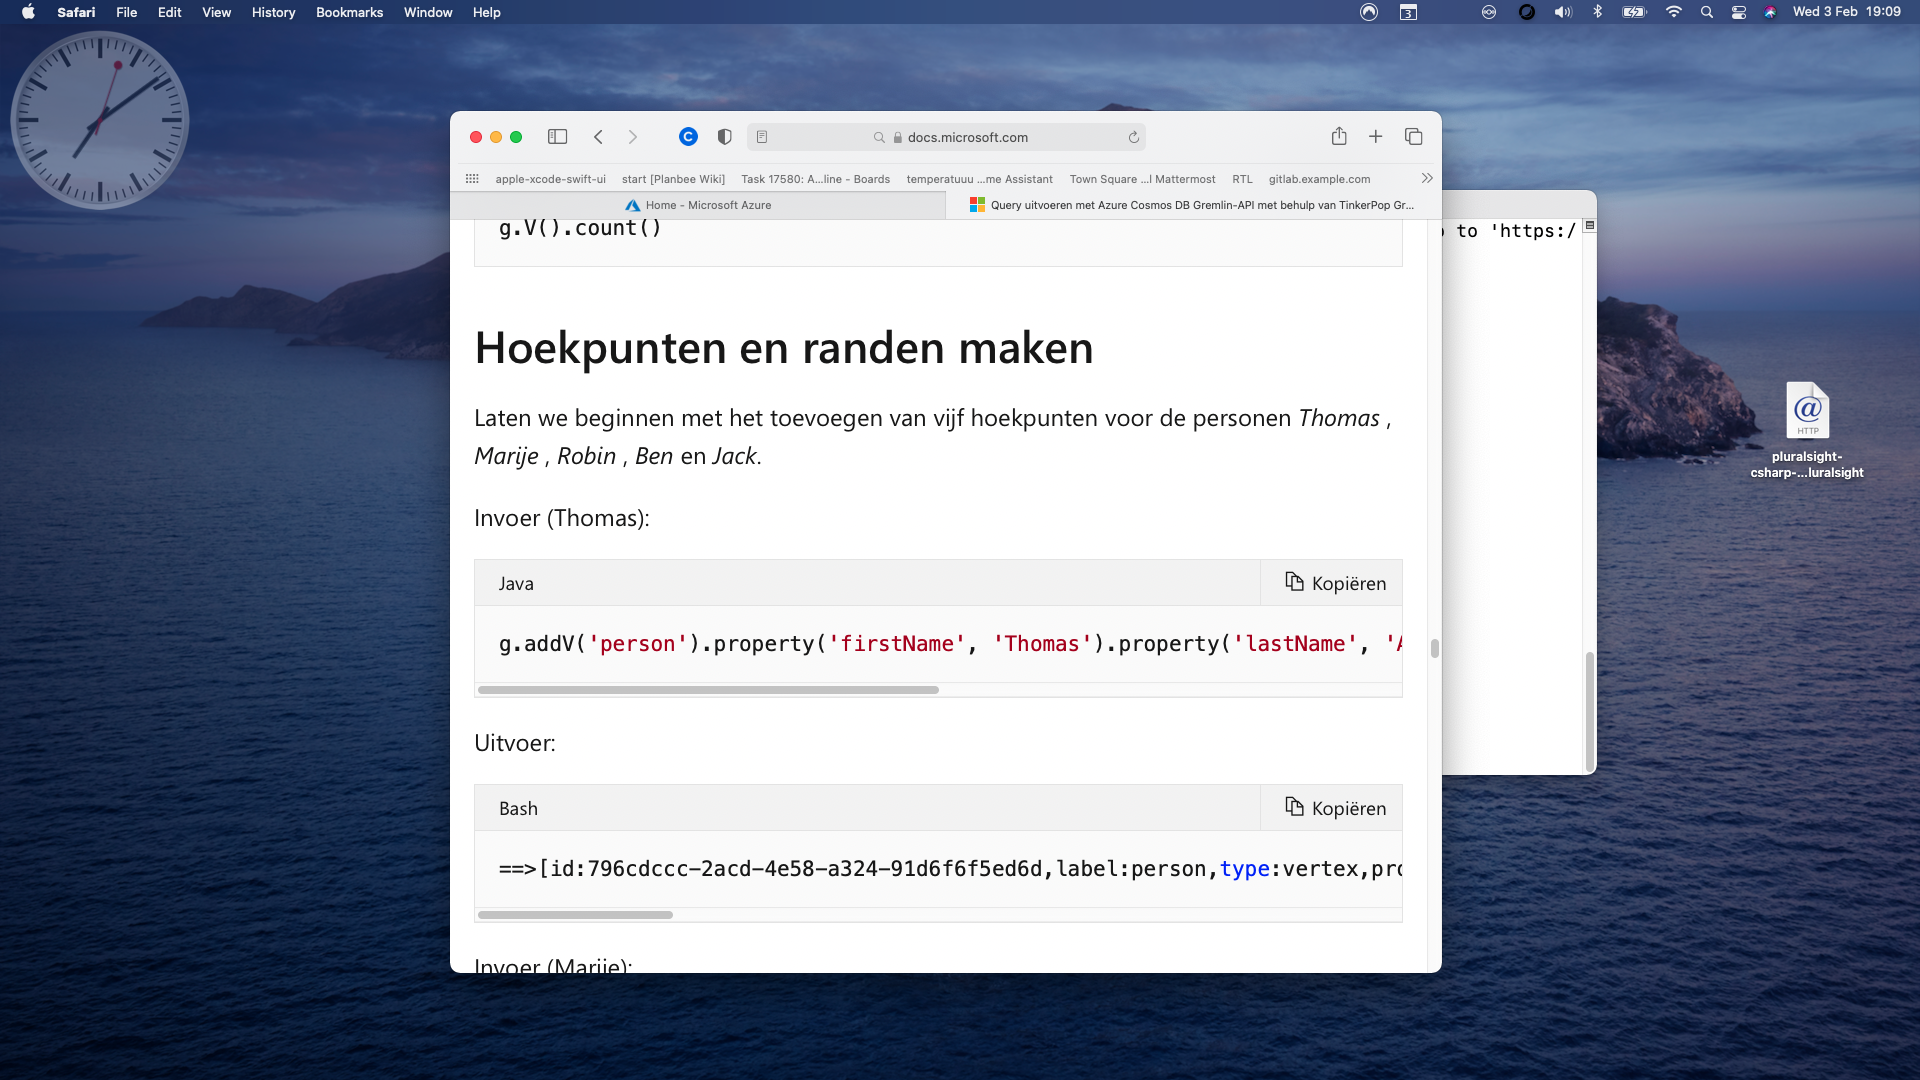 Safari File Edit View History Bookmarks Window Help
3
Wed 3 Feb 19:09
docs.microsoft.com
apple-xcode-swift-ui start [Planbee Wiki] Task 17580: A...line - Boards temperatuuu ...me Assistant Town Square ...l Mattermost RTL gitlab.example.com
Home - Microsoft Azure
Query uitvoeren met Azure Cosmos DB Gremlin-API met behulp van TinkerPop Gr...
to 'https:/
g.V().count()
Hoekpunten en randen maken
Laten we beginnen met het toevoegen van vijf hoekpunten voor de personen Thomas ,
Marije , Robin , Ben en Jack.
Invoer (Thomas):
Java
Kopiëren
g.addV('person').property('firstName', 'Thomas').property('lastName', 'A
Uitvoer:
Bash
Kopiëren
==>[id:796cdccc-2acd-4e58-a324-91d6f6f5ed6d,label:person,type:vertex,pro
Invoer (Marije):
HTTP
pluralsight-
csharp-...luralsight